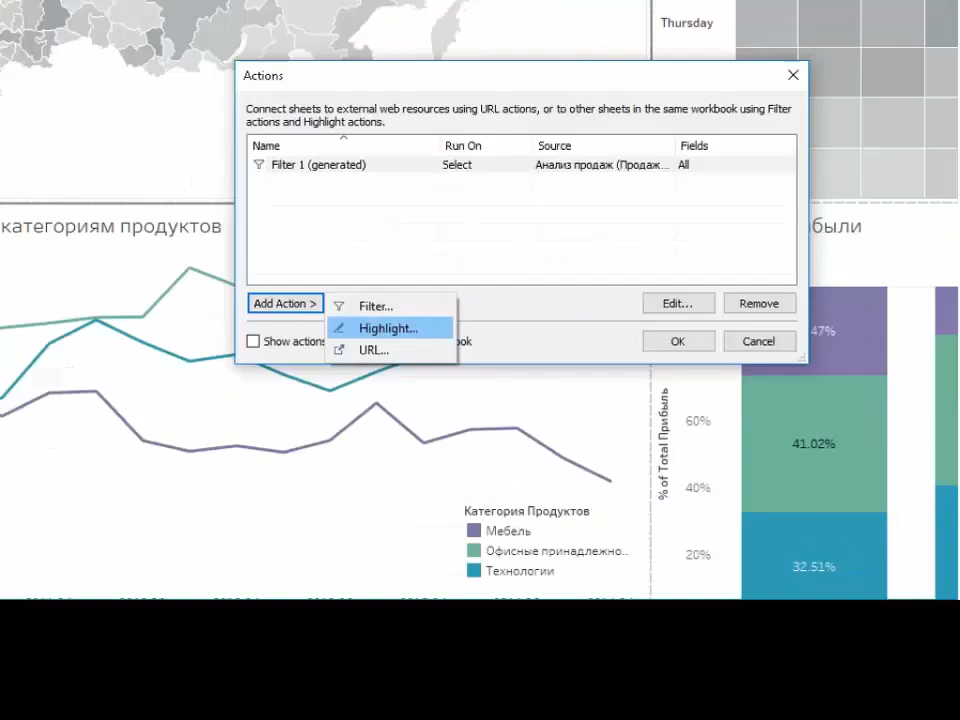 Thursday
Actions
Connect sheets to external web resources using URL actions, or to other sheets in the same workbook using Filter
actions and Highlight actions.
Name Run On Source Fields
Filter 1 (generated) Select Анализ продаж (Продаж... All
категориям продуктов
были
Add Action > Edit... Remove
Filter...
Highlight...
URL...
Show actions ook OK Cancel
47%
% of Total Прибыль
60%
41.02%
40%
Категория Продуктов
Мебель
Офисные принадлежно..
Технологии
20%
32.51%